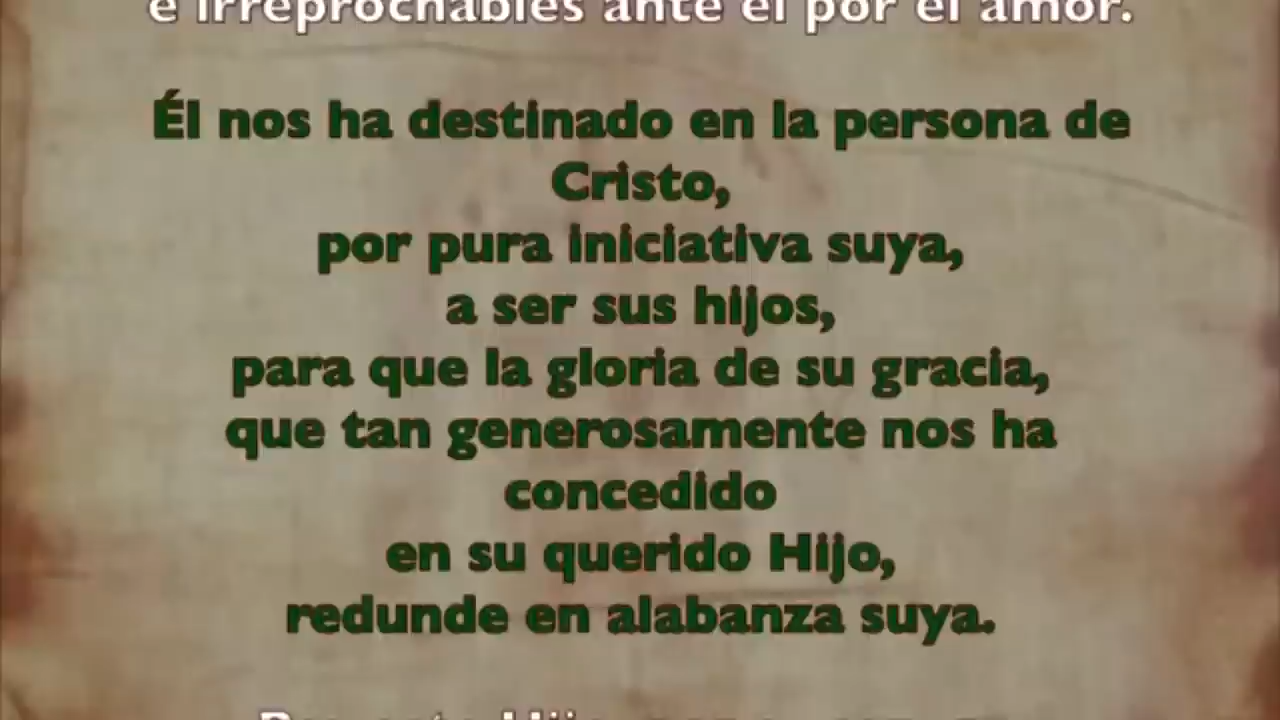 e irreprochables ante él por el amor.
Él nos ha destinado en la persona de
Cristo,
por pura iniciativa suya,
a ser sus hijos,
para que la gloria de su gracia,
que tan generosamente nos ha
concedido
en su querido Hijo,
redunde en alabanza suya.